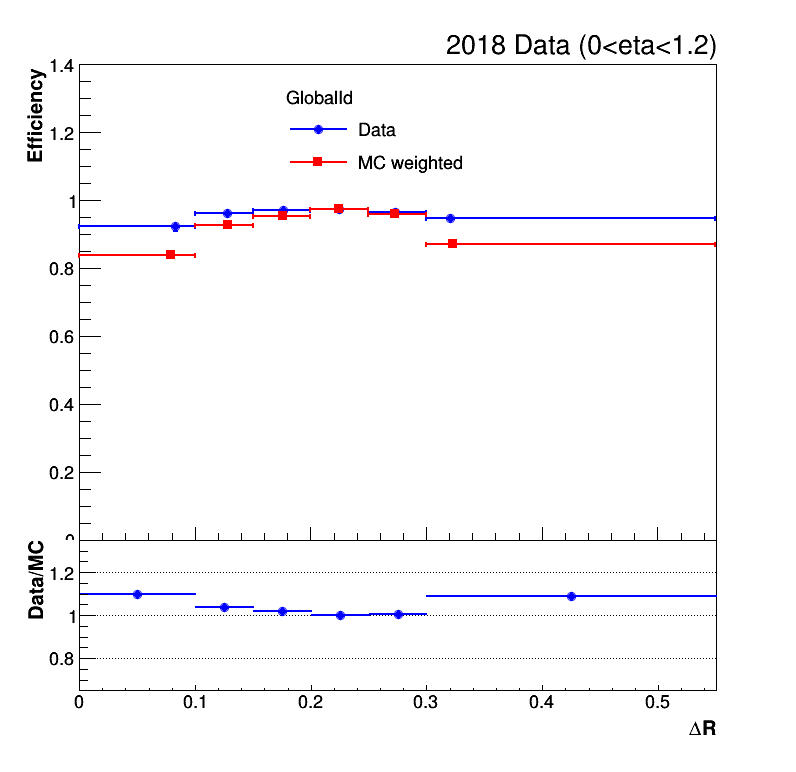 2018 Data (0<eta<1.2)
Efficiency
1.4
1.2
1
0.8
0.6
0.4
0.2
0
GlobalId
Data
MC weighted
Data/MC
1.2
1
0.8
0 0.1 0.2 0.3 0.4 0.5
ΔR